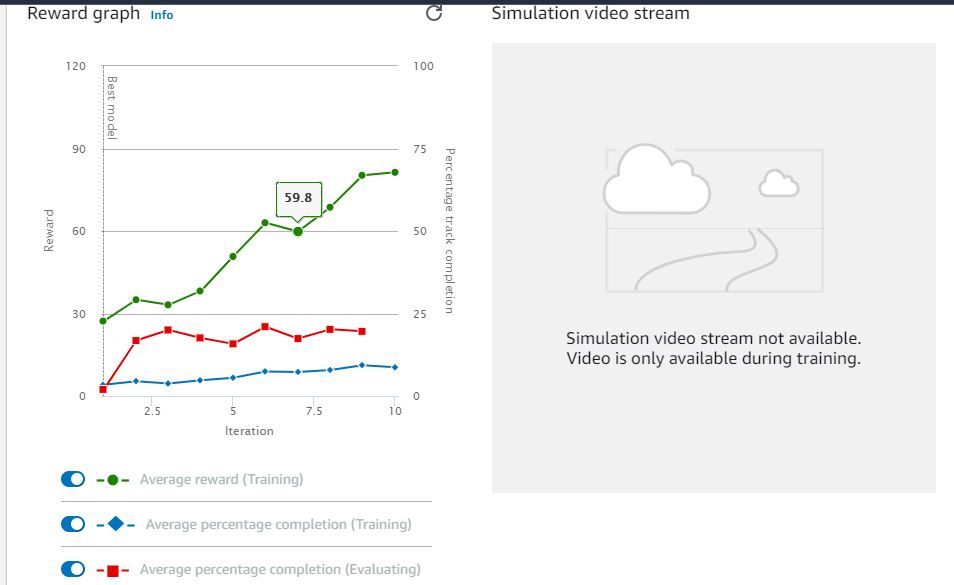 Reward graph Info
Simulation video stream
120
90
60
30
0
100
75
50
25
0
Best model
59.8
Reward
Percentage track completion
2.5
5
7.5
10
Iteration
Average reward (Training)
Average percentage completion (Training)
Average percentage completion (Evaluating)
Simulation video stream not available.
Video is only available during training.